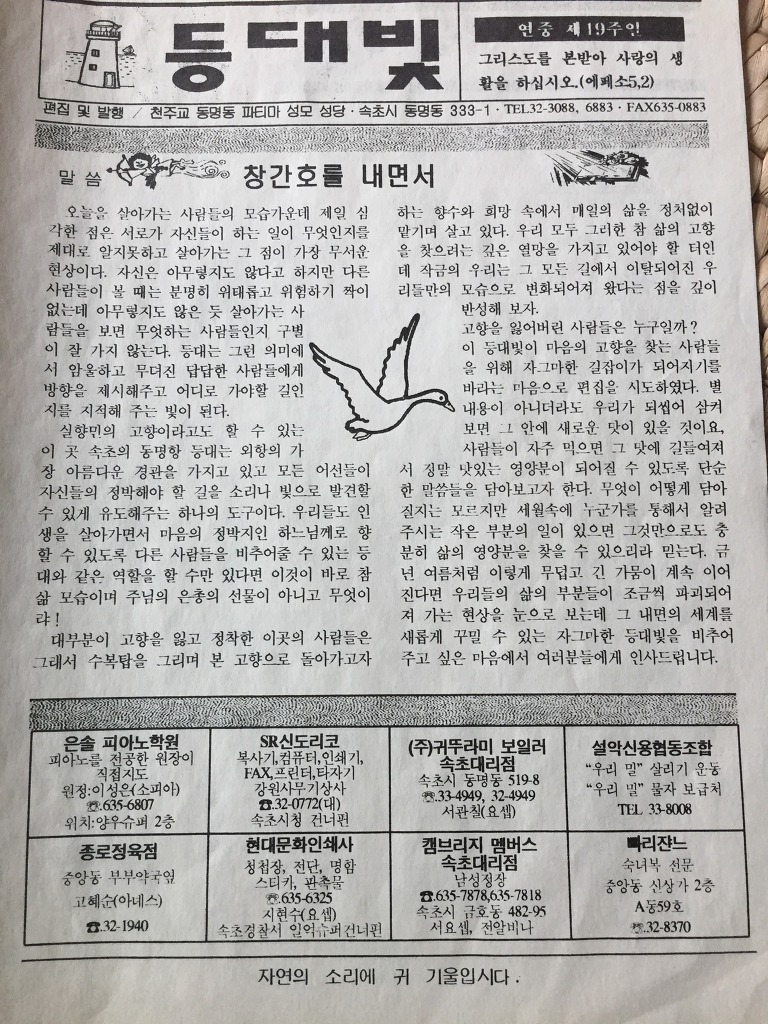 등대빛
연중 제19주일
그리스도를 본받아 사랑의 생
활을 하십시오.(에페소5,2)
편집 및 발행 / 천주교 동명동 파티마 성모 성당 · 속초시 동명동 333-1 · TEL32-3088, 6883 · FAX635-0883
말 씀
창간호를 내면서
오늘을 살아가는 사람들의 모습가운데 제일 심
각한 점은 서로가 자신들이 하는 일이 무엇인지를
제대로 알지못하고 살아가는 그 점이 가장 무서운
현상이다. 자신은 아무렇지도 않다고 하지만 다른
사람들이 볼 때는 분명히 위태롭고 위험하기 짝이
없는데 아무렇지도 않은 듯 살아가는 사
람들을 보면 무엇하는 사람들인지 구별
이 잘 가지 않는다. 등대는 그런 의미에
서 암울하고 무뎌진 답답한 사람들에게
방향을 제시해주고 어디로 가야할 길인
지를 지적해 주는 빛이 된다.
실향민의 고향이라고도 할 수 있는
이 곳 속초의 동명항 등대는 외항의 가
장 아름다운 경관을 가지고 있고 모든 어선들이
자신들의 정박해야 할 길을 소리나 빛으로 발견할
수 있게 유도해주는 하나의 도구이다. 우리들도 인
생을 살아가면서 마음의 정박지인 하느님께로 향
할 수 있도록 다른 사람들을 비추어줄 수 있는 등
대와 같은 역할을 할 수만 있다면 이것이 바로 참
삶 모습이며 주님의 은총의 선물이 아니고 무엇이
랴!
대부분이 고향을 잃고 정착한 이곳의 사람들은
그래서 수복탑을 그리며 본 고향으로 돌아가고자
하는 향수와 희망 속에서 매일의 삶을 정처없이
맡기며 살고 있다. 우리 모두 그러한 참 삶의 고향
을 찾으려는 깊은 열망을 가지고 있어야 할 터인
데 작금의 우리는 그 모든 길에서 이탈되어진 우
리들만의 모습으로 변화되어져 왔다는 점을 깊이
반성해 보자.
고향을 잃어버린 사람들은 누구일까?
이 등대빛이 마음의 고향을 찾는 사람들
을 위해 자그마한 길잡이가 되어지기를
바라는 마음으로 편집을 시도하였다. 별
내용이 아니더라도 우리가 되씹어 삼켜
보면 그 안에 새로운 맛이 있을 것이요,
사람들이 자주 먹으면 그 맛에 길들여져
서 정말 맛있는 영양분이 되어질 수 있도록 단순
한 말씀들을 담아보고자 한다. 무엇이 어떻게 담아
질지는 모르지만 세월속에 누군가를 통해서 알려
주시는 작은 부분의 일이 있으면 그것만으로도 충
분히 삶의 영양분을 찾을 수 있으리라 믿는다. 금
년 여름처럼 이렇게 무덥고 긴 가뭄이 계속 이어
진다면 우리들의 삶의 부분들이 조금씩 파괴되어
져 가는 현상을 눈으로 보는데 그 내면의 세계를
새롭게 꾸밀 수 있는 자그마한 등대빛을 비추어
주고 싶은 마음에서 여러분들에게 인사드립니다.
은솔 피아노학원
피아노를 전공한 원장이
직접지도
원정:이성은(소피아)
☎.635-6807
위치:양우슈퍼 2층
SR신도리코
복사기,컴퓨터,인쇄기,
FAX,프린터,타자기
강원사무기상사
☎.32-0772(대)
속초시청 건너편
(주)귀뚜라미 보일러
속초대리점
속초시 동명동 519-8
☎.33-4949, 32-4949
서관칠(요셉)
설악신용협동조합
"우리 밀" 살리기 운동
"우리 밀" 물자 보급처
TEL 33-8008
종로정육점
중앙동 부부약국옆
고혜순(아네스)
☎.32-1940
현대문화인쇄사
청첩장, 전단, 명함
스티카, 판촉물
☎.635-6325
지현수(요셉)
속초경찰서 일억슈퍼건너편
캠브리지 멤버스
속초대리점
남성정장
☎.635-7878,635-7818
속초시 금호동 482-95
서요셉, 전알비나
빠리쟌느
숙녀복 전문
중앙동 신상가 2층
A동59호
☎.32-8370
자연의 소리에 귀 기울입시다.